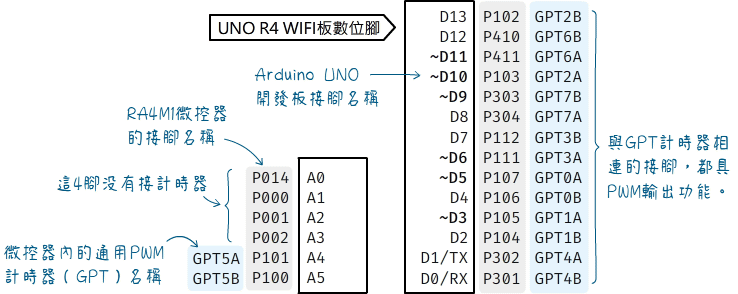 UNO R4 WIFI板數位腳
D13 P102 GPT2B
D12 P410 GPT6B
~D11 P411 GPT6A
~D10 P103 GPT2A
~D9 P303 GPT7B
D8 P304 GPT7A
D7 P112 GPT3B
~D6 P111 GPT3A
~D5 P107 GPT0A
D4 P106 GPT0B
~D3 P105 GPT1A
D2 P104 GPT1B
D1/TX P302 GPT4A
D0/RX P301 GPT4B
Arduino UNO
開發板接腳名稱
與GPT計時器相
連的接腳，都具
PWM輸出功能。
RA4M1微控器
的接腳名稱
這4腳沒有接計時器
微控器內的通用PWM
計時器（GPT）名稱
P014 A0
P000 A1
P001 A2
P002 A3
GPT5A P101 A4
GPT5B P100 A5